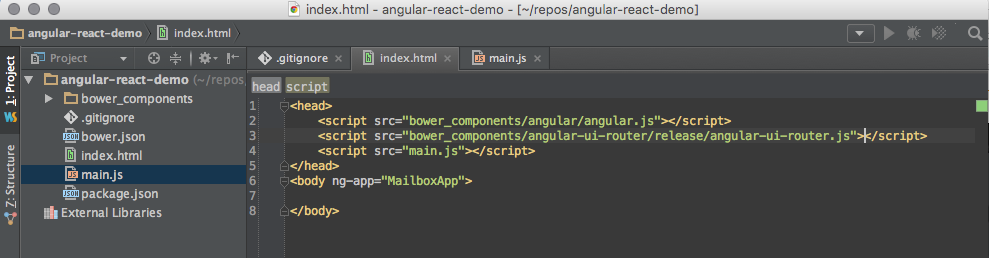 index.html - angular-react-demo - [~/repos/angular-react-demo]
angular-react-demo index.html
1: Project
Z: Structure
Project
angular-react-demo (~/repos,
bower_components
.gitignore
bower.json
index.html
main.js
package.json
External Libraries
.gitignore index.html main.js
head script
1 <head>
2 <script src="bower_components/angular/angular.js"></script>
3 <script src="bower_components/angular-ui-router/release/angular-ui-router.js"></script>
4 <script src="main.js"></script>
5 </head>
6 <body ng-app="MailboxApp">
7
8 </body>